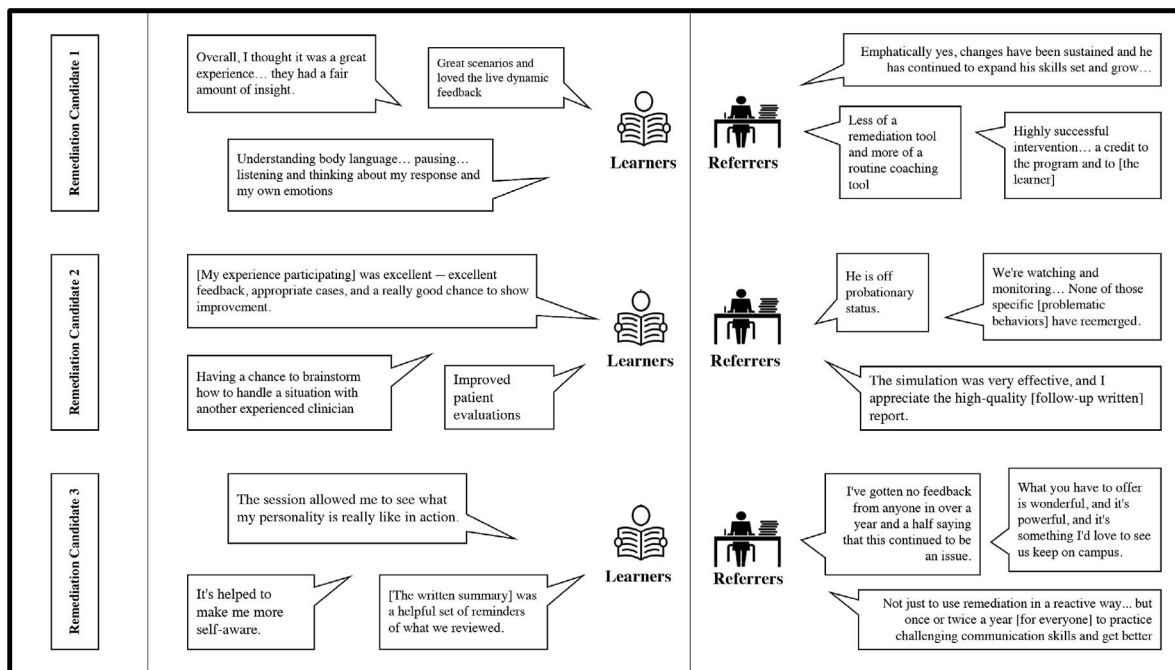 Remediation Candidate 1
Overall, I thought it was a great
experience… they had a fair
amount of insight.
Great scenarios and
loved the live dynamic
feedback
Understanding body language… pausing…
listening and thinking about my response and
my own emotions
Learners
Referrers
Emphatically yes, changes have been sustained and he
has continued to expand his skills set and grow…
Less of a
remediation tool
and more of a
routine coaching
tool
Highly successful
intervention… a credit
to the program and to [the
learner]
Remediation Candidate 2
[My experience participating] was excellent — excellent
feedback, appropriate cases, and a really good chance to show
improvement.
Having a chance to brainstorm
how to handle a situation with
another experienced clinician
Improved
patient
evaluations
Learners
Referrers
He is off
probationary
status.
We're watching and
monitoring… None of those
specific [problematic
behaviors] have reemerged.
The simulation was very effective, and I
appreciate the high-quality [follow-up written]
report.
Remediation Candidate 3
The session allowed me to see what
my personality is really like in action.
It's helped to
make me more
self-aware.
[The written summary] was
a helpful set of reminders
of what we reviewed.
Learners
Referrers
I've gotten no feedback
from anyone in over a
year and a half saying
that this continued to be
an issue.
What you have to offer
is wonderful, and it's
powerful, and it's
something I'd love to see
us keep on campus.
Not just to use remediation in a reactive way... but
once or twice a year [for everyone] to practice
challenging communication skills and get better